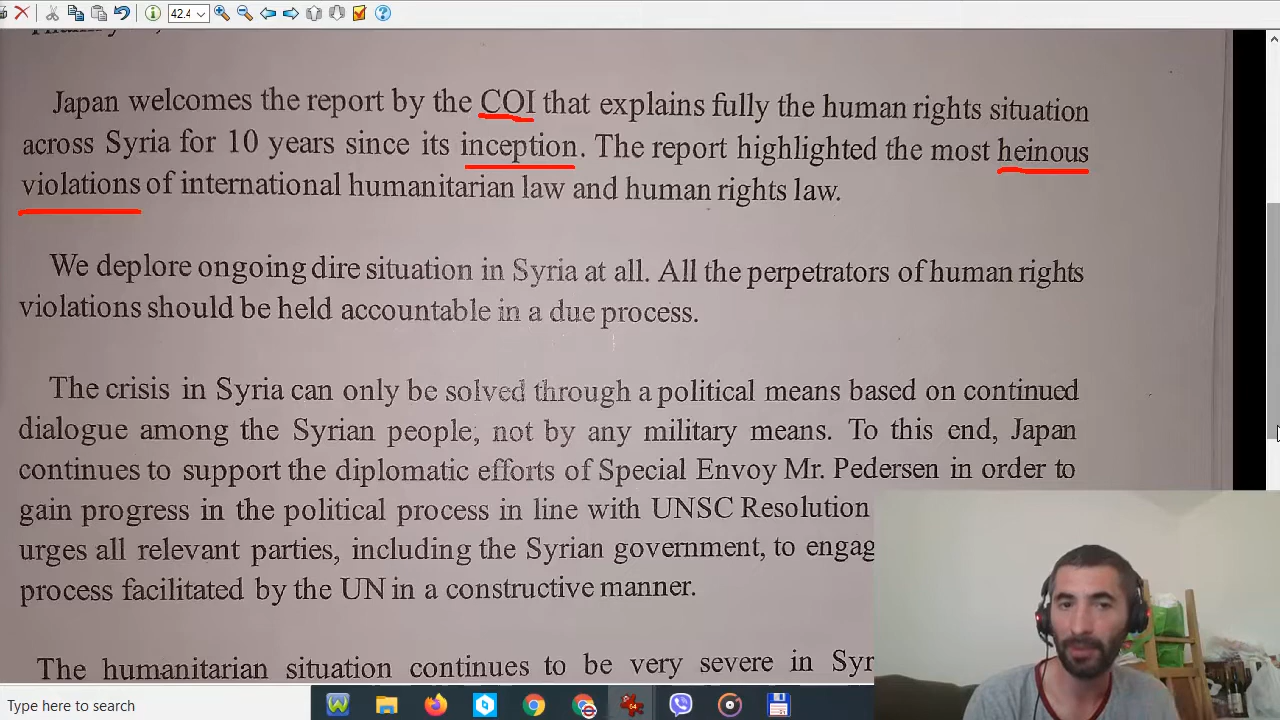 42.4
Japan welcomes the report by the COI that explains fully the human rights situation
across Syria for 10 years since its inception. The report highlighted the most heinous
violations of international humanitarian law and human rights law.
We deplore ongoing dire situation in Syria at all. All the perpetrators of human rights
violations should be held accountable in a due process.
The crisis in Syria can only be solved through a political means based on continued
dialogue among the Syrian people, not by any military means. To this end, Japan
continues to support the diplomatic efforts of Special Envoy Mr. Pedersen in order to
gain progress in the political process in line with UNSC Resolution
urges all relevant parties, including the Syrian government, to engag
process facilitated by the UN in a constructive manner.
The humanitarian situation continues to be very severe in Syr
Type here to search
64